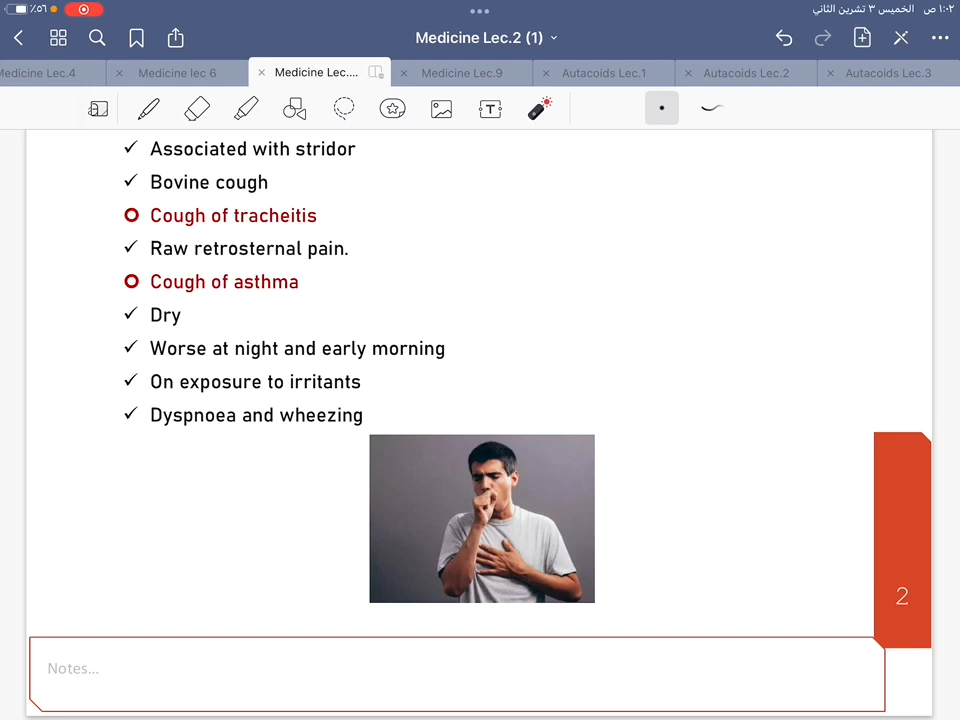 ٪٥٦ ١:٠٢ ص الخميس ٣ تشرين الثاني
Medicine Lec.2 (1)
Medicine Lec.4
Medicine lec 6
Medicine Lec....
Medicine Lec.9
Autacoids Lec.1
Autacoids Lec.2
Autacoids Lec.3
Associated with stridor
Bovine cough
Cough of tracheitis
Raw retrosternal pain.
Cough of asthma
Dry
Worse at night and early morning
On exposure to irritants
Dyspnoea and wheezing
2
Notes...